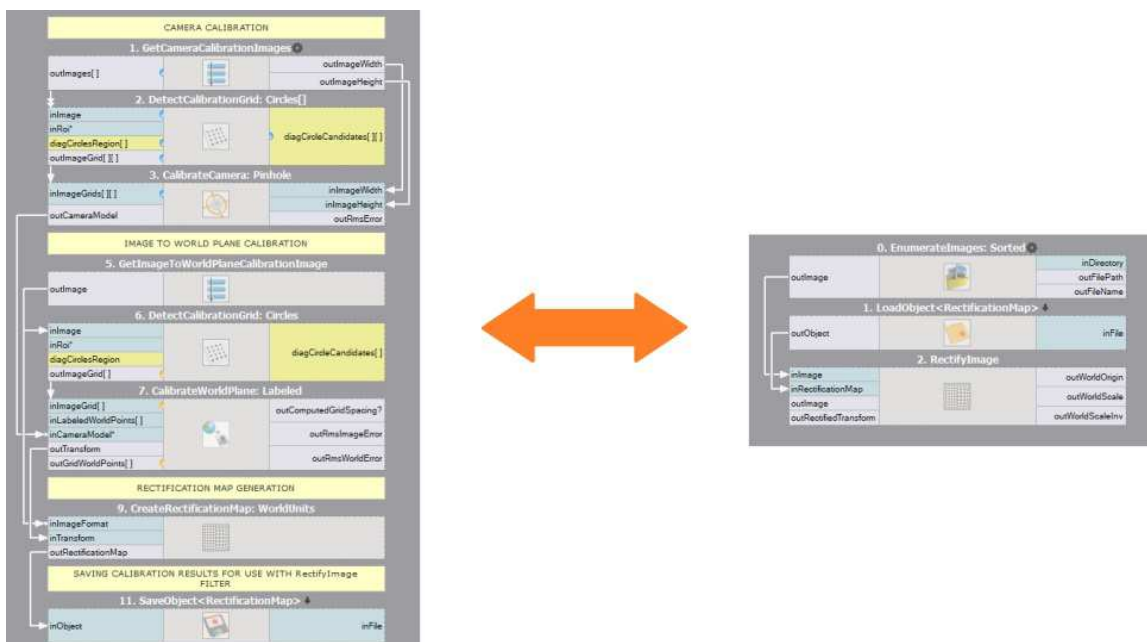 CAMERA CALIBRATION
1. GetCameraCalibrationImages
outImages[ ]
outImageWidth
outImageHeight
2. DetectCalibrationGrid: Circles[]
inImage
inRoi*
diagCirclesRegion[ ]
outImageGrid[ ][ ]
diagCircleCandidates[ ][ ]
3. CalibrateCamera: Pinhole
inImageGrids[ ][ ]
outCameraModel
inImageWidth
inImageHeight
outRmsError
IMAGE TO WORLD PLANE CALIBRATION
5. GetImageToWorldPlaneCalibrationImage
outImage
6. DetectCalibrationGrid: Circles
inImage
inRoi*
diagCirclesRegion
outImageGrid[ ]
diagCircleCandidates[ ]
7. CalibrateWorldPlane: Labeled
inImageGrid[ ]
inLabeledWorldPoints[ ]
inCameraModel*
outTransform
outGridWorldPoints[ ]
outComputedGridSpacing?
outRmsImageError
outRmsWorldError
RECTIFICATION MAP GENERATION
9. CreateRectificationMap: WorldUnits
inImageFormat
inTransform
outRectificationMap
SAVING CALIBRATION RESULTS FOR USE WITH RectifyImage
FILTER
11. SaveObject<RectificationMap>
inObject
inFile
0. EnumerateImages: Sorted
outImage
inDirectory
outFilePath
outFileName
1. LoadObject<RectificationMap>
outObject
inFile
2. RectifyImage
inImage
inRectificationMap
outImage
outRectifiedTransform
outWorldOrigin
outWorldScale
outWorldScaleInv